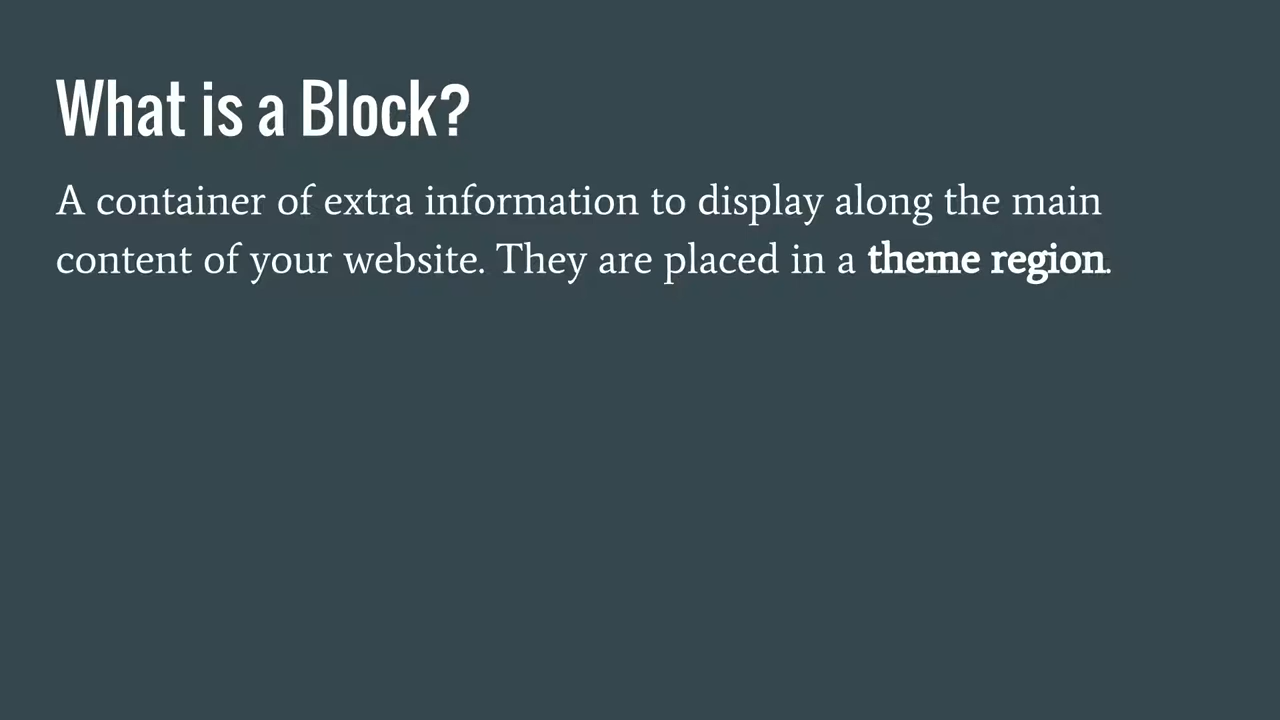 What is a Block?
A container of extra information to display along the main
content of your website. They are placed in a theme region.